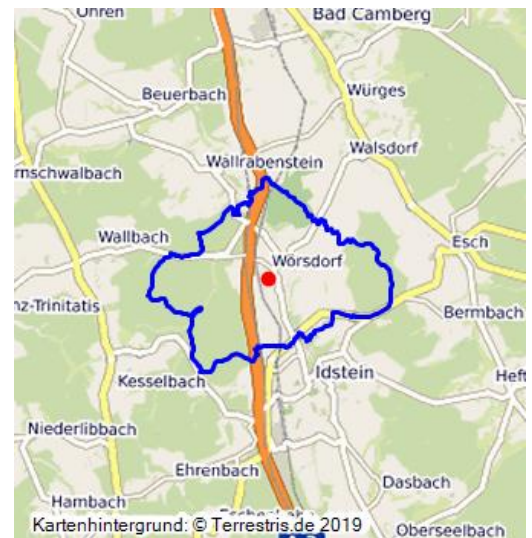 Ohren
Bad Camberg
Beuerbach
Würges
Wallrabenstein
Walsdorf
rnschwalbach
Wallbach
Esch
Wörsdorf
nz-Trinitatis
Bermbach
Kesselbach
Idstein
Heft
Niederlibbach
Ehrenbach
Dasbach
Hambach
Oberseelbach
Kartenhintergrund: © Terrestris.de 2019